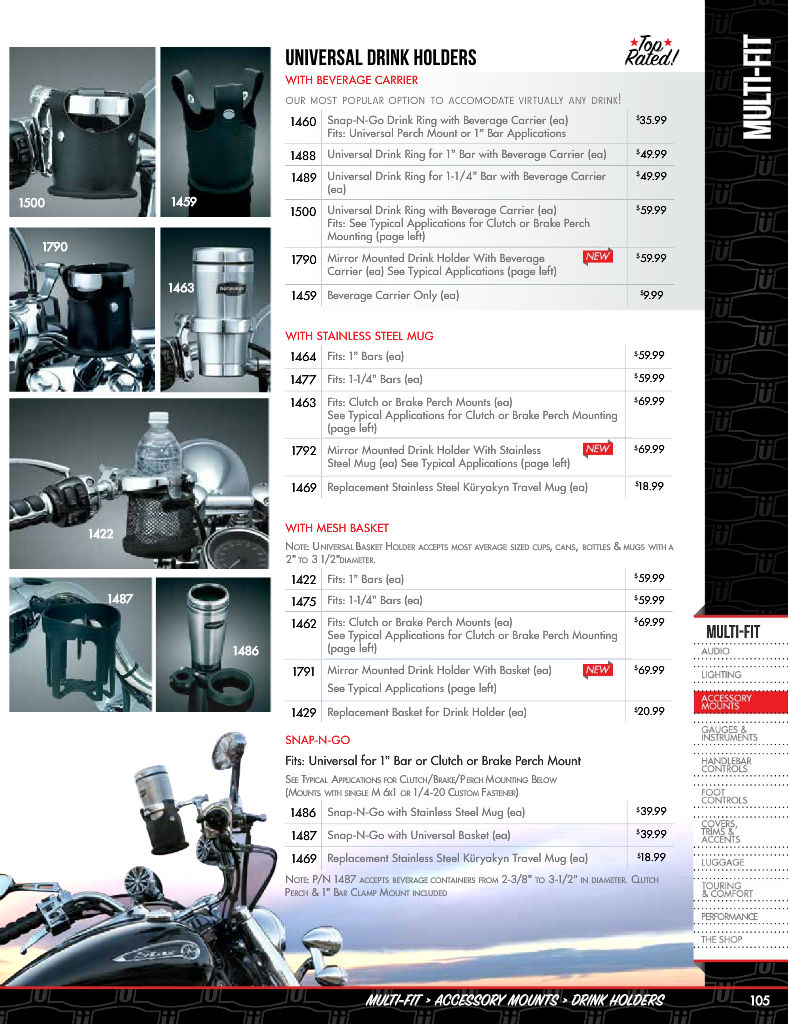 UNIVERSAL DRINK HOLDERS
★Top★
Rated!
WITH BEVERAGE CARRIER
OUR MOST POPULAR OPTION TO ACCOMODATE VIRTUALLY ANY DRINK!
1460 Snap-N-Go Drink Ring with Beverage Carrier (ea) $35.99
Fits: Universal Perch Mount or 1" Bar Applications
1488 Universal Drink Ring for 1" Bar with Beverage Carrier (ea) $49.99
1489 Universal Drink Ring for 1-1/4" Bar with Beverage Carrier $49.99
(ea)
1500 Universal Drink Ring with Beverage Carrier (ea) $59.99
Fits: See Typical Applications for Clutch or Brake Perch
Mounting (page left)
1790 Mirror Mounted Drink Holder With Beverage NEW $59.99
Carrier (ea) See Typical Applications (page left)
1459 Beverage Carrier Only (ea) $9.99
WITH STAINLESS STEEL MUG
1464 Fits: 1" Bars (ea) $59.99
1477 Fits: 1-1/4" Bars (ea) $59.99
1463 Fits: Clutch or Brake Perch Mounts (ea) $69.99
See Typical Applications for Clutch or Brake Perch Mounting
(page left)
1792 Mirror Mounted Drink Holder With Stainless NEW $69.99
Steel Mug (ea) See Typical Applications (page left)
1469 Replacement Stainless Steel Küryakyn Travel Mug (ea) $18.99
WITH MESH BASKET
NOTE: UNIVERSAL BASKET HOLDER ACCEPTS MOST AVERAGE SIZED CUPS, CANS, BOTTLES & MUGS WITH A
2" TO 3 1/2"DIAMETER.
1422 Fits: 1" Bars (ea) $59.99
1475 Fits: 1-1/4" Bars (ea) $59.99
1462 Fits: Clutch or Brake Perch Mounts (ea) $69.99
See Typical Applications for Clutch or Brake Perch Mounting
(page left)
1791 Mirror Mounted Drink Holder With Basket (ea) NEW $69.99
See Typical Applications (page left)
1429 Replacement Basket for Drink Holder (ea) $20.99
SNAP-N-GO
Fits: Universal for 1" Bar or Clutch or Brake Perch Mount
SEE TYPICAL APPLICATIONS FOR CLUTCH/BRAKE/PERCH MOUNTING BELOW
(MOUNTS WITH SINGLE M 6X1 OR 1/4-20 CUSTOM FASTENER)
1486 Snap-N-Go with Stainless Steel Mug (ea) $39.99
1487 Snap-N-Go with Universal Basket (ea) $39.99
1469 Replacement Stainless Steel Küryakyn Travel Mug (ea) $18.99
NOTE: P/N 1487 ACCEPTS BEVERAGE CONTAINERS FROM 2-3/8" TO 3-1/2" IN DIAMETER. CLUTCH
PERCH & 1" BAR CLAMP MOUNT INCLUDED
1500
1459
1790
1463
1422
1487
1486
MULTI-FIT
MULTI-FIT
AUDIO
LIGHTING
ACCESSORY
MOUNTS
GAUGES &
INSTRUMENTS
HANDLEBAR
CONTROLS
FOOT
CONTROLS
COVERS,
TRIMS &
ACCENTS
LUGGAGE
TOURING
& COMFORT
PERFORMANCE
THE SHOP
MULTI-FIT > ACCESSORY MOUNTS > DRINK HOLDERS 105